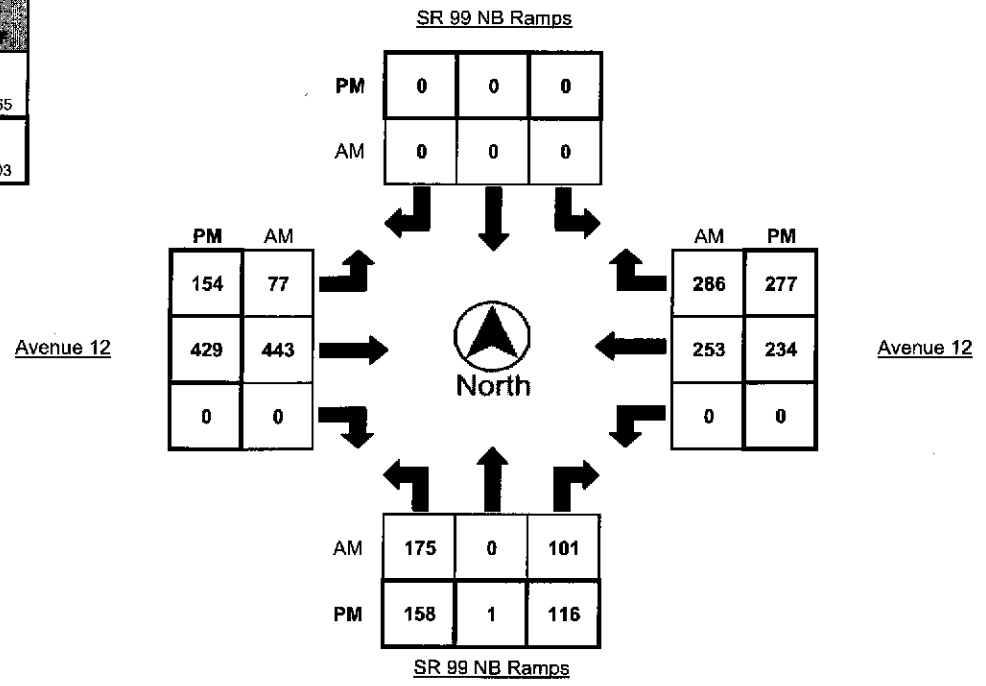 SR 99 NB Ramps
PM 0 0 0
AM 0 0 0
PM AM
154 77
429 443
0 0
Avenue 12
North
AM PM
286 277
253 234
0 0
Avenue 12
AM 175 0 101
PM 158 1 116
SR 99 NB Ramps